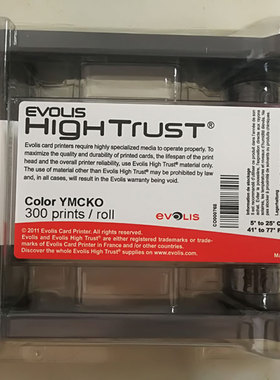 EVOLIS
HIGHTRUST®
Evolis card printers require highly specialized media to operate properly. To
maximize the quality and durability of printed cards, the lifespan of the print
head and the overall printer reliability, use Evolis High Trust® material only.
The use of material other than Evolis High Trust® may be prohibited by law
and, in all cases, will result in the Evolis warranty being void.
Color YMCKO
300 prints / roll
evolis
© 2011 Evolis Card Printer. All rights reserved.
Evolis and Evolis High Trust® are either registered trademarks or
trademarks of Evolis Card Printer in France and / or other countries.
Discover the whole Evolis High Trust® supplies on www.evolis.com.
5° to 25° C
41° to 77° F